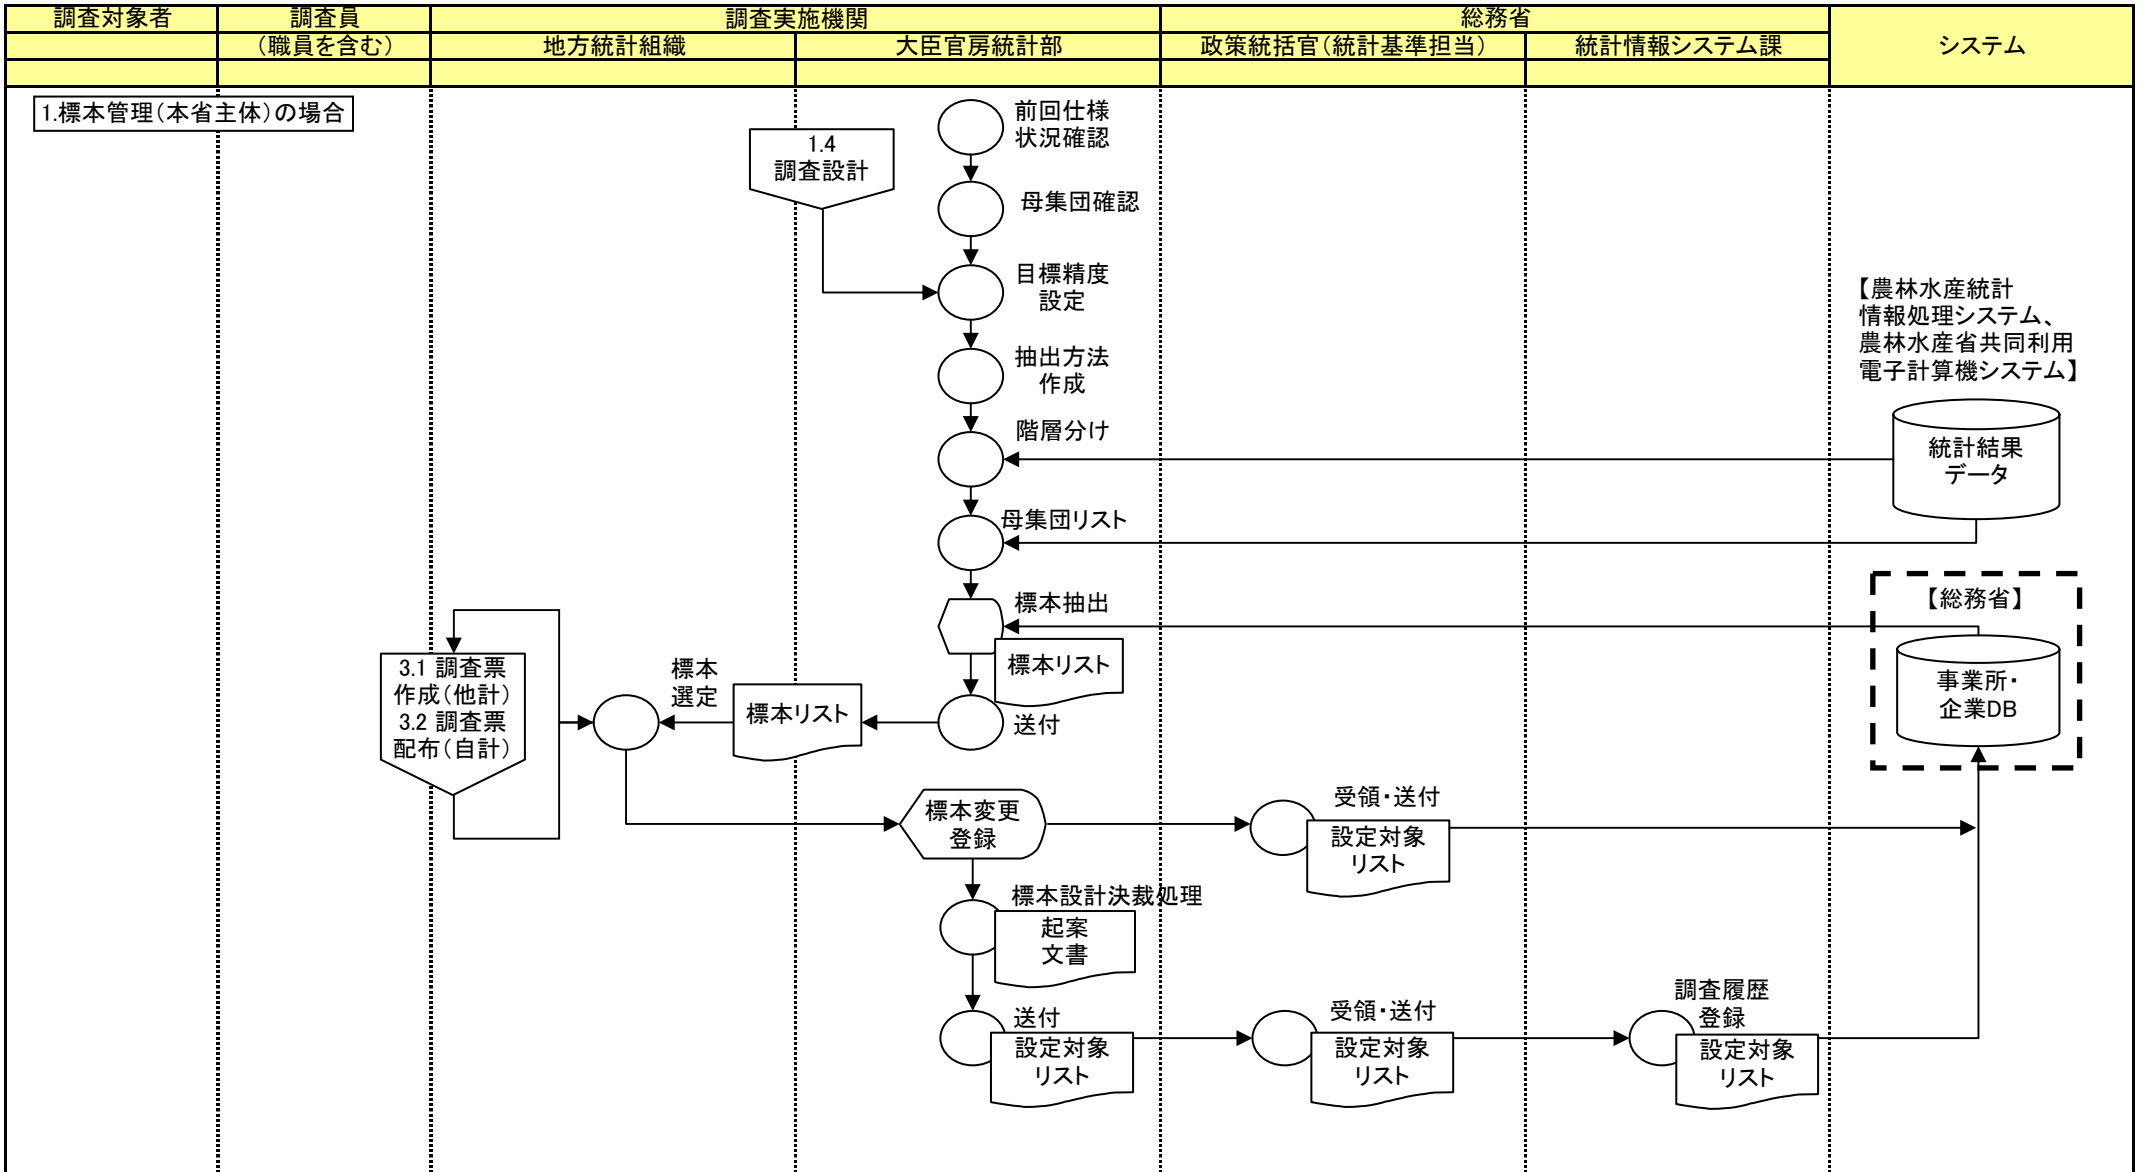 調査対象者
調査員
(職員を含む)
調査実施機関
地方統計組織
大臣官房統計部
総務省
政策統括官(統計基準担当)
統計情報システム課
システム
1.標本管理(本省主体)の場合
前回仕様
状況確認
1.4
調査設計
母集団確認
目標精度
設定
抽出方法
作成
階層分け
母集団リスト
【農林水産統計
情報処理システム、
農林水産省共同利用
電子計算機システム】
統計結果
データ
標本抽出
標本リスト
【総務省】
事業所・
企業DB
3.1 調査票
作成(他計)
3.2 調査票
配布(自計)
標本
選定
標本リスト
送付
標本変更
登録
受領・送付
設定対象
リスト
標本設計決裁処理
起案
文書
送付
設定対象
リスト
受領・送付
設定対象
リスト
調査履歴
登録
設定対象
リスト